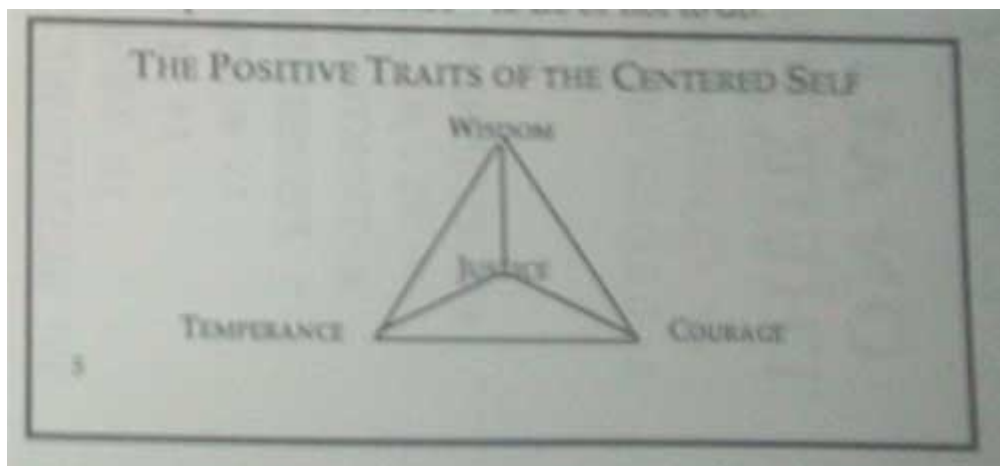 THE POSITIVE TRAITS OF THE CENTERED SELF
WISDOM
JUSTICE
TEMPERANCE
COURAGE